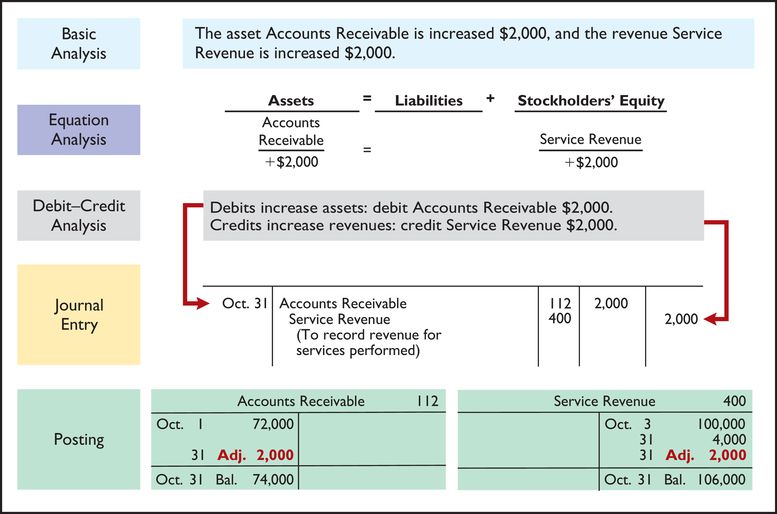 Basic
Analysis
The asset Accounts Receivable is increased $2,000, and the revenue Service
Revenue is increased $2,000.
Equation
Analysis
Assets = Liabilities + Stockholders’ Equity
Accounts
Receivable = Service Revenue
+$2,000 +$2,000
Debit–Credit
Analysis
Debits increase assets: debit Accounts Receivable $2,000.
Credits increase revenues: credit Service Revenue $2,000.
Journal
Entry
Oct. 31 Accounts Receivable 112 2,000
Service Revenue 400 2,000
(To record revenue for
services performed)
Posting
Accounts Receivable 112
Oct. 1 72,000
31 Adj. 2,000
Oct. 31 Bal. 74,000
Service Revenue 400
Oct. 3 100,000
31 4,000
31 Adj. 2,000
Oct. 31 Bal. 106,000